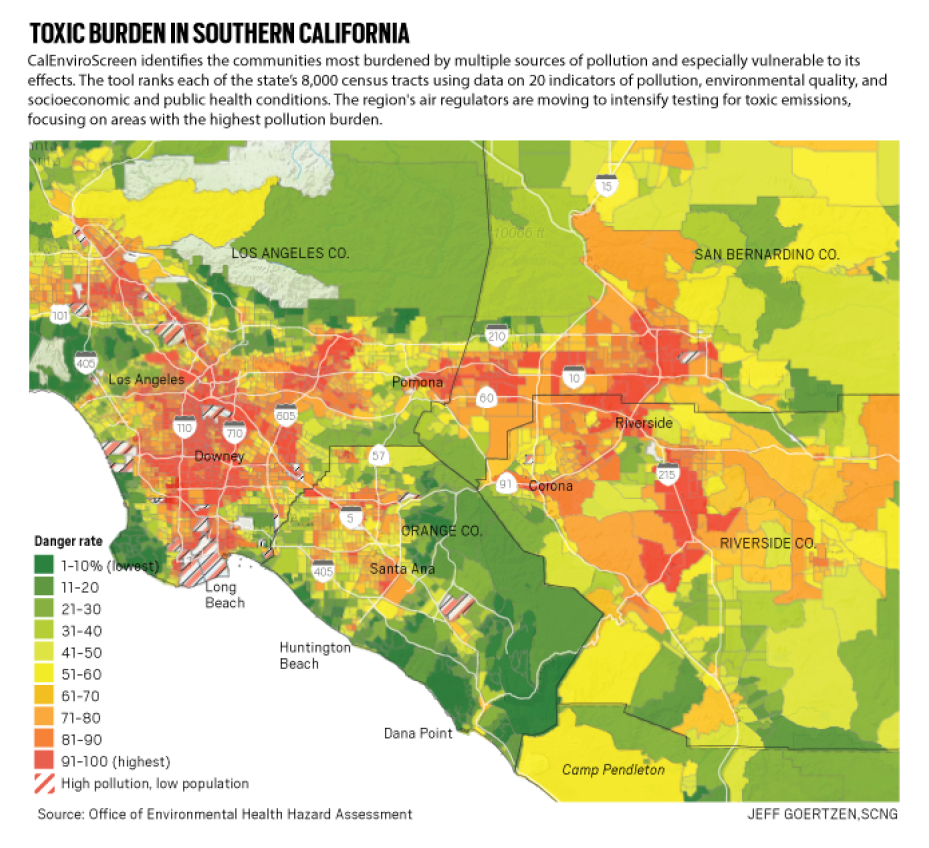 TOXIC BURDEN IN SOUTHERN CALIFORNIA
CalEnviroScreen identifies the communities most burdened by multiple sources of pollution and especially vulnerable to its
effects. The tool ranks each of the state's 8,000 census tracts using data on 20 indicators of pollution, environmental quality, and
socioeconomic and public health conditions. The region's air regulators are moving to intensify testing for toxic emissions,
focusing on areas with the highest pollution burden.
15
10066 ft
LOS ANGELES CO.
SAN BERNARDINO CO.
101
210
405
Los Angeles
Pomona
10
60
605
110
710
Riverside
Downey
57
215
91
Corona
5
ORANGE CO.
RIVERSIDE CO.
405
Santa Ana
Long
Beach
Huntington
Beach
Dana Point
Camp Pendleton
Danger rate
1-10% (lowest)
11-20
21-30
31-40
41-50
51-60
61-70
71-80
81-90
91-100 (highest)
High pollution, low population
Source: Office of Environmental Health Hazard Assessment
JEFF GOERTZEN,SCNG